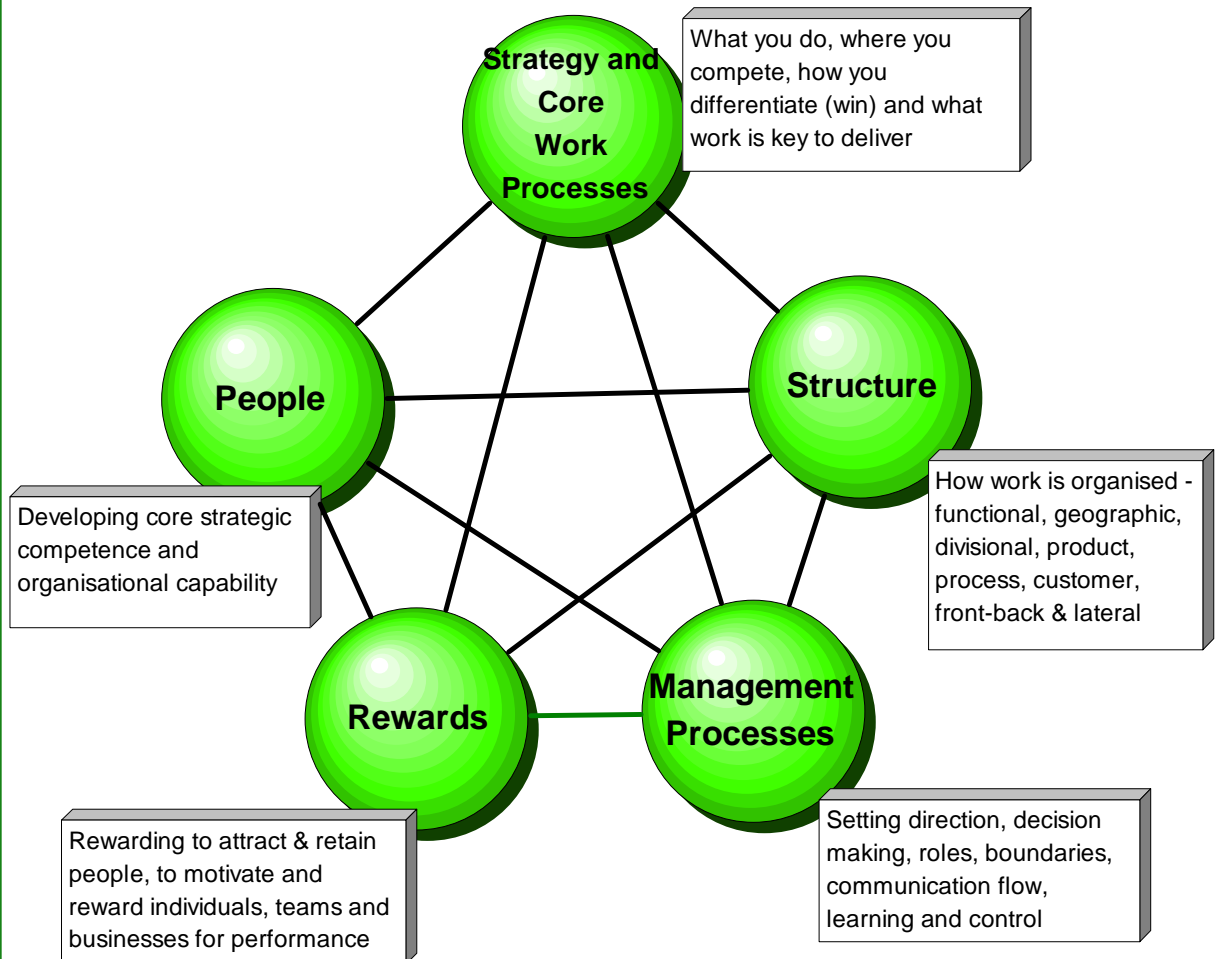 Strategy and
Core
Work
Processes
What you do, where you
compete, how you
differentiate (win) and what
work is key to deliver
People
Structure
Developing core strategic
competence and
organisational capability
How work is organised -
functional, geographic,
divisional, product,
process, customer,
front-back & lateral
Rewards
Management
Processes
Rewarding to attract & retain
people, to motivate and
reward individuals, teams and
businesses for performance
Setting direction, decision
making, roles, boundaries,
communication flow,
learning and control